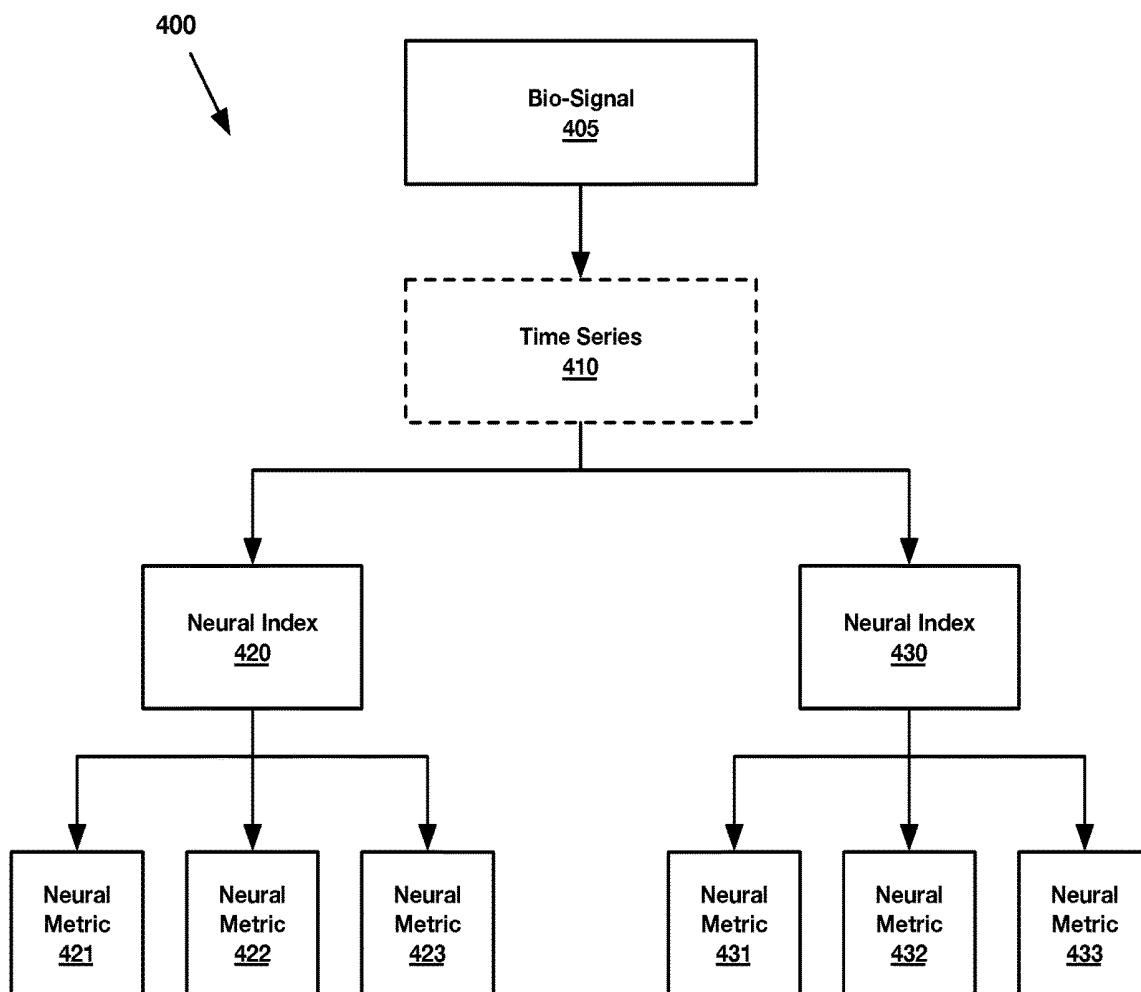 400
Bio-Signal
405
Time Series
410
Neural Index
420
Neural Index
430
Neural
Metric
421
Neural
Metric
422
Neural
Metric
423
Neural
Metric
431
Neural
Metric
432
Neural
Metric
433